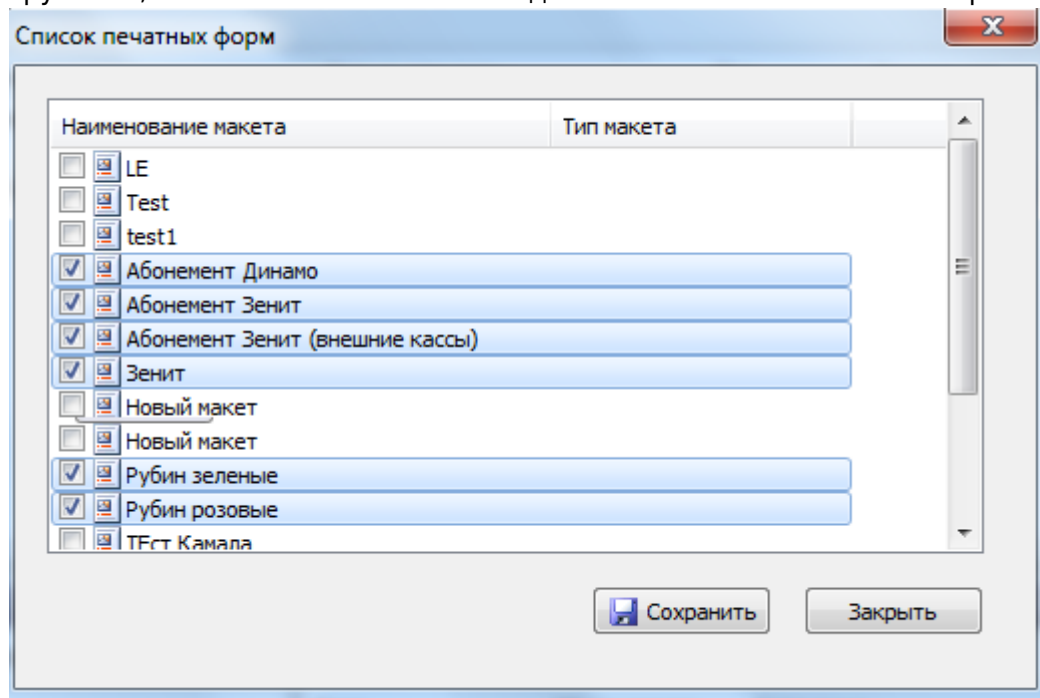 Список печатных форм
Наименование макета Тип макета
LE
Test
test1
Абонемент Динамо
Абонемент Зенит
Абонемент Зенит (внешние кассы)
Зенит
Новый макет
Новый макет
Рубин зеленые
Рубин розовые
ТЕст Камала
Сохранить Закрыть